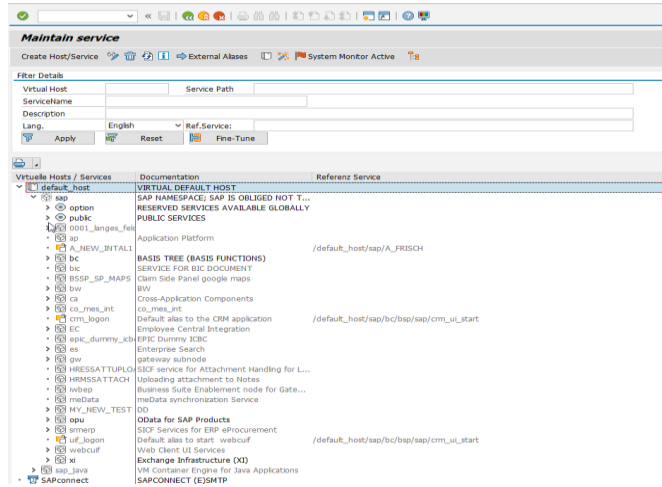 Maintain service
Create Host/Service External Aliases System Monitor Active
Filter Details
Virtual Host Service Path
ServiceName
Description
Lang. English Ref.Service:
Apply Reset Fine-Tune
Virtuelle Hosts / Services Documentation Referenz Service
default_host VIRTUAL DEFAULT HOST
sap SAP NAMESPACE; SAP IS OBLIGED NOT T...
option RESERVED SERVICES AVAILABLE GLOBALLY
public PUBLIC SERVICES
0001_langes_feld
ap Application Platform
A_NEW_INTAL1 /default_host/sap/A_FRISCH
bc BASIS TREE (BASIS FUNCTIONS)
bic SERVICE FOR BIC DOCUMENT
BSSP_SP_MAPS Claim Side Panel google maps
bw BW
ca Cross-Application Components
co_mes_int co_mes_int
crm_logon Default alias to the CRM application /default_host/sap/bc/bsp/sap/crm_ui_start
EC Employee Central Integration
epic_dummy_icb EPIC Dummy ICBC
es Enterprise Search
gw gateway subnode
HRESSATTUPLO SICF service for Attachment Handling for L...
HRMSSATTACH Uploading attachment to Notes
iwbep Business Suite Enablement node for Gate...
meData meData synchronization Service
MY_NEW_TEST DD
opu OData for SAP Products
srmerp SICF Services for ERP eProcurement
uif_logon Default alias to start webcuif /default_host/sap/bc/bsp/sap/crm_ui_start
webcuif Web Client UI Services
xi Exchange Infrastructure (XI)
sap_java VM Container Engine for Java Applications
SAPconnect SAPCONNECT (E)SMTP